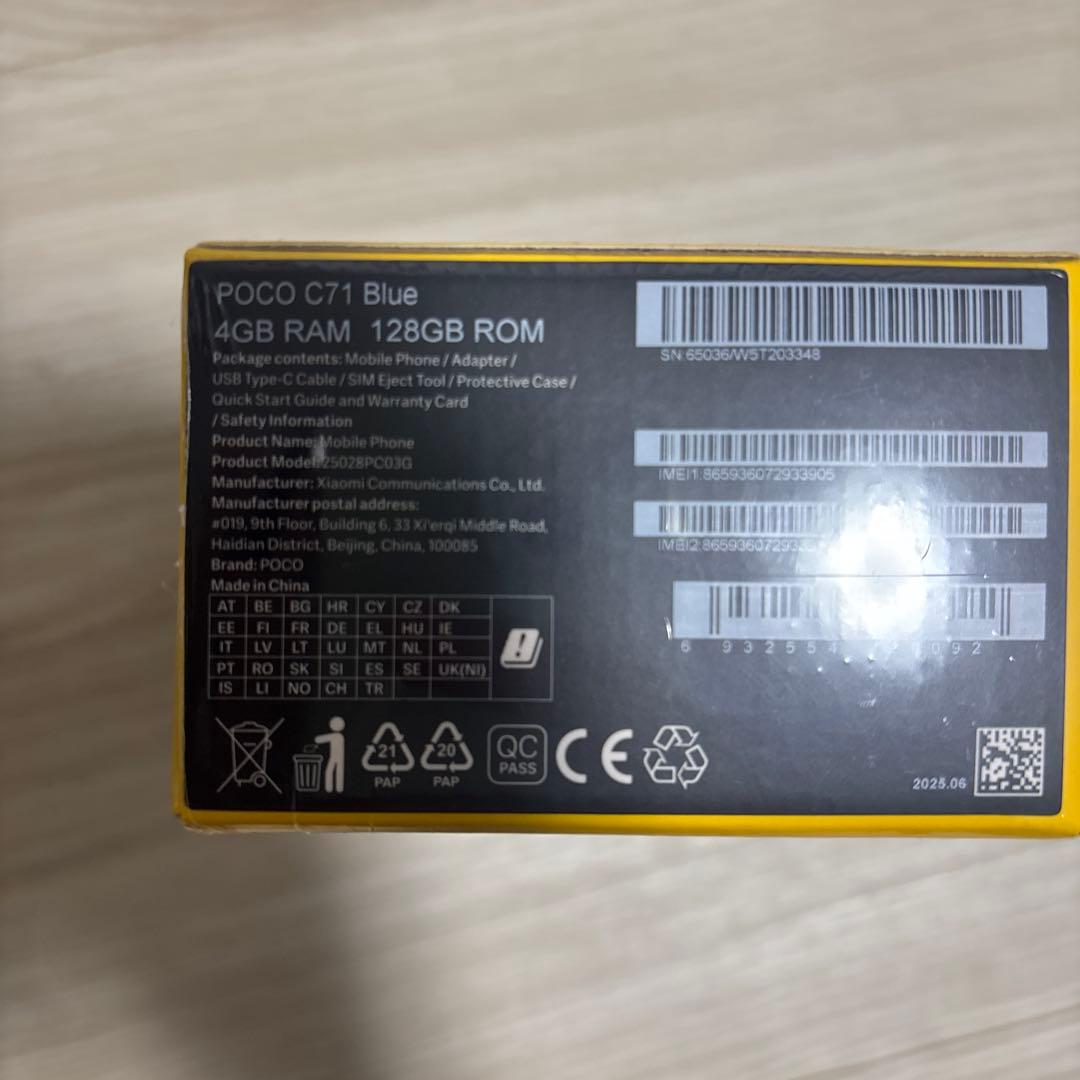 POCO C71 Blue
4GB RAM 128GB ROM
Package contents: Mobile Phone / Adapter /
USB Type-C Cable / SIM Eject Tool / Protective Case /
Quick Start Guide and Warranty Card
/ Safety Information
Product Name: Mobile Phone
Product Model: 25028PC03G
Manufacturer: Xiaomi Communications Co., Ltd.
Manufacturer postal address:
#019, 9th Floor, Building 6, 33 Xi'erqi Middle Road,
Haidian District, Beijing, China, 100085
Brand: POCO
Made in China
AT BE BG HR CY CZ DK
EE FI FR DE EL HU IE
IT LV LT LU MT NL PL
PT RO SK SI ES SE UK(NI)
IS LI NO CH TR
21 PAP
20 PAP
QC PASS
CE
SN:65036/W5T203348
IMEI1:865936072933905
2025.06